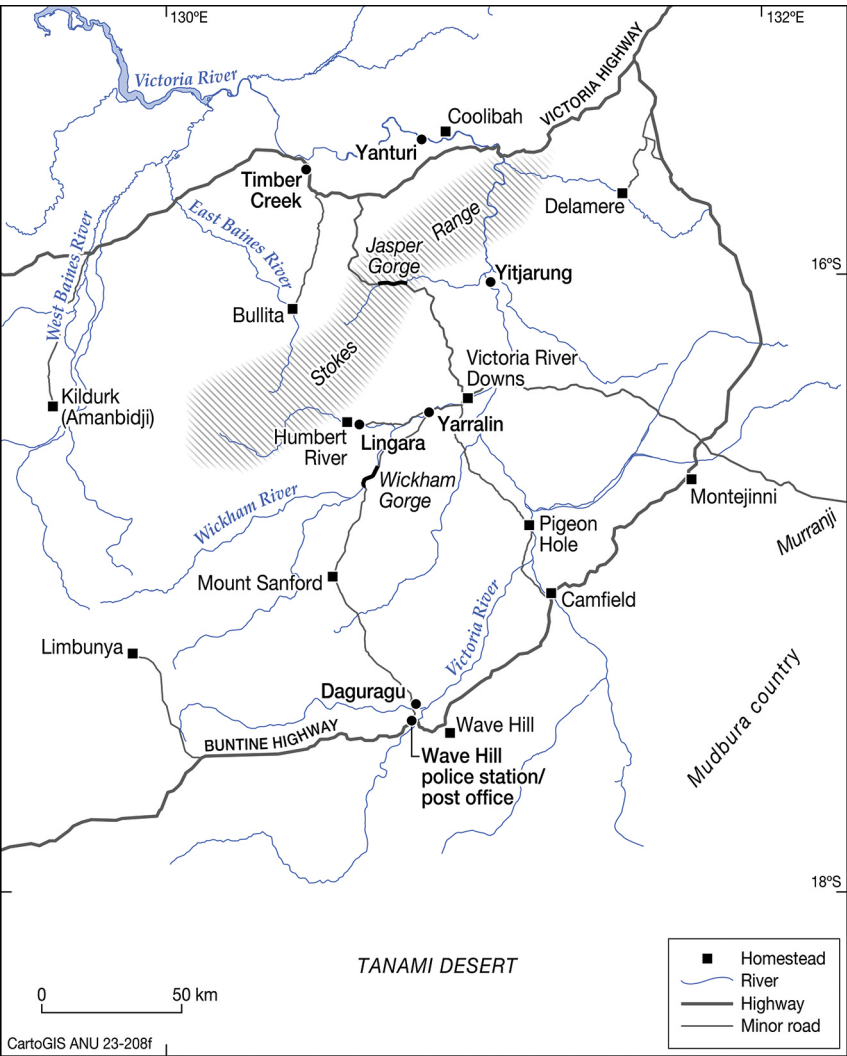 130ºE
132ºE
Victoria River
VICTORIA HIGHWAY
Coolibah
Yanturi
Timber
Creek
Delamere
East Baines River
West Baines River
Range
Jasper
Gorge
16ºS
Yitjarung
Bullita
Stokes
Victoria River
Downs
Kildurk
(Amanbidji)
Humbert
River
Lingara
Yarralin
Wickham
Gorge
Wickham River
Montejinni
Pigeon
Hole
Murranji
Mount Sanford
Camfield
Victoria River
Limbunya
Mudbura country
Daguragu
Wave Hill
BUNTINE HIGHWAY
Wave Hill
police station/
post office
18ºS
TANAMI DESERT
Homestead
River
Highway
Minor road
0
50 km
CartoGIS ANU 23-208f